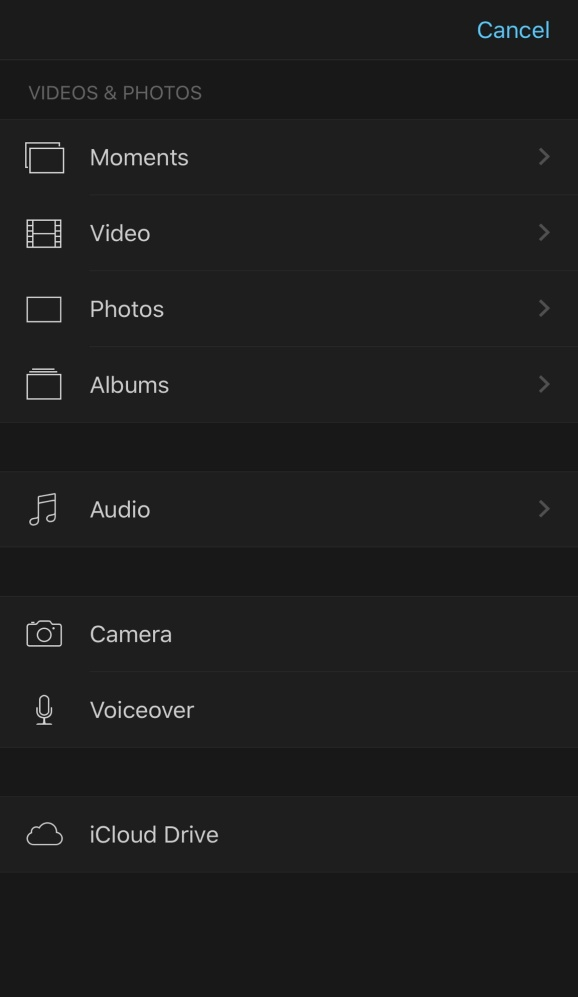 Cancel
VIDEOS & PHOTOS
Moments
Video
Photos
Albums
Audio
Camera
Voiceover
iCloud Drive